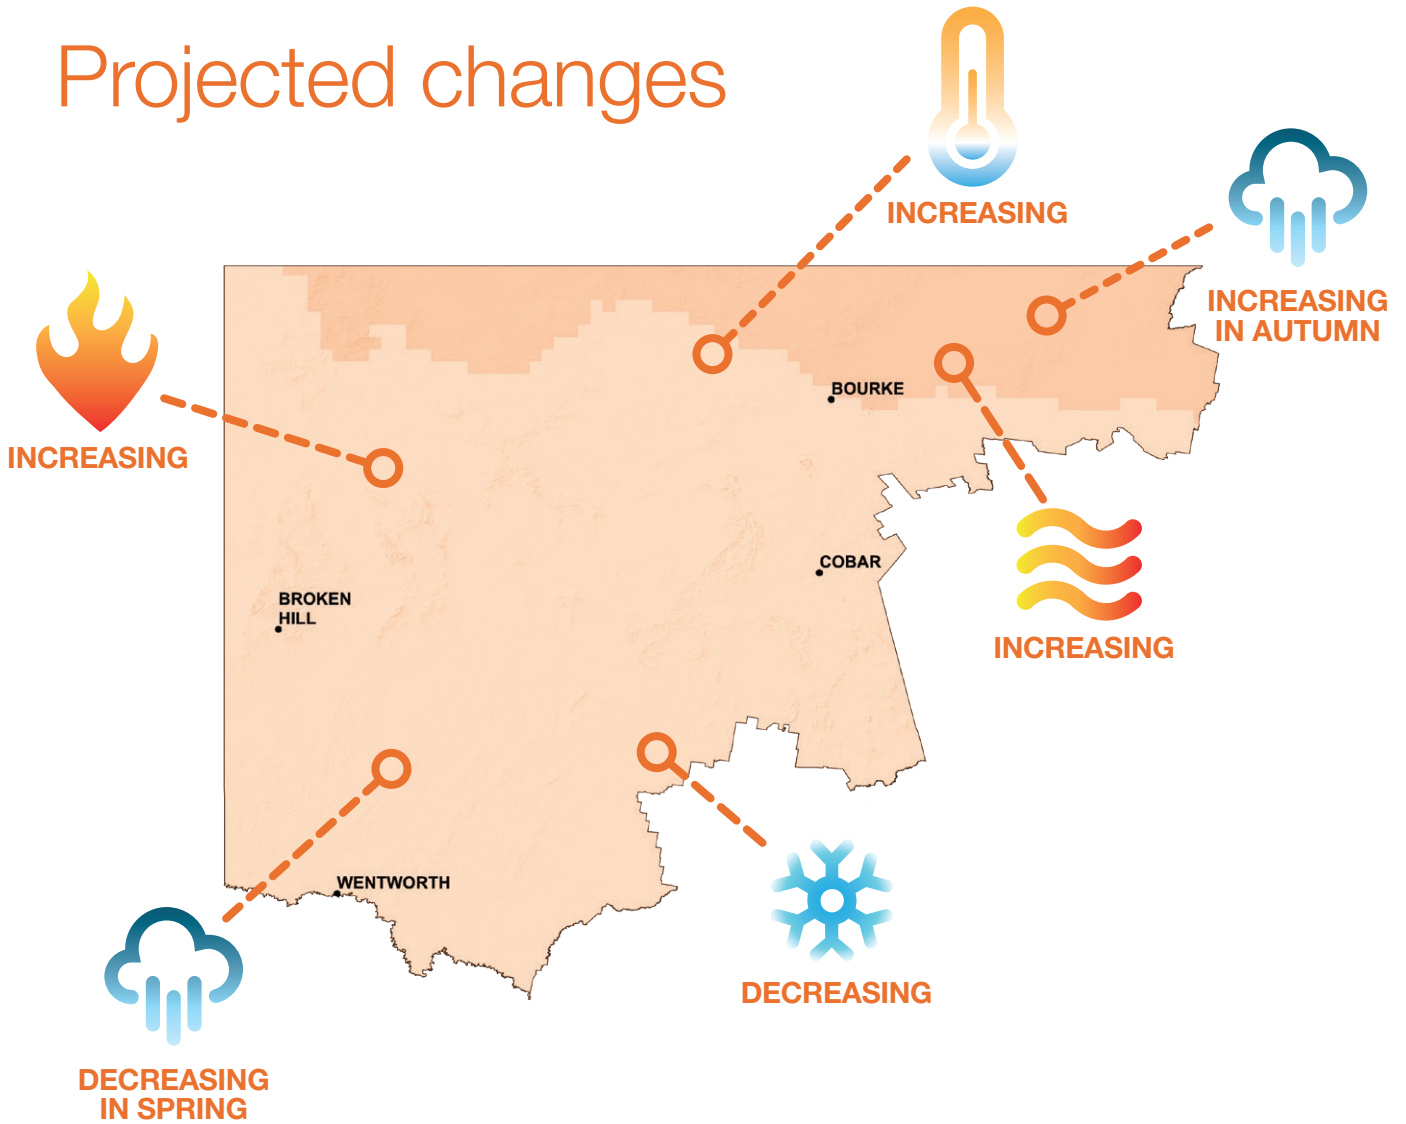 Projected changes
INCREASING
INCREASING
IN AUTUMN
INCREASING
BOURKE
COBAR
BROKEN
HILL
INCREASING
WENTWORTH
DECREASING
DECREASING
IN SPRING